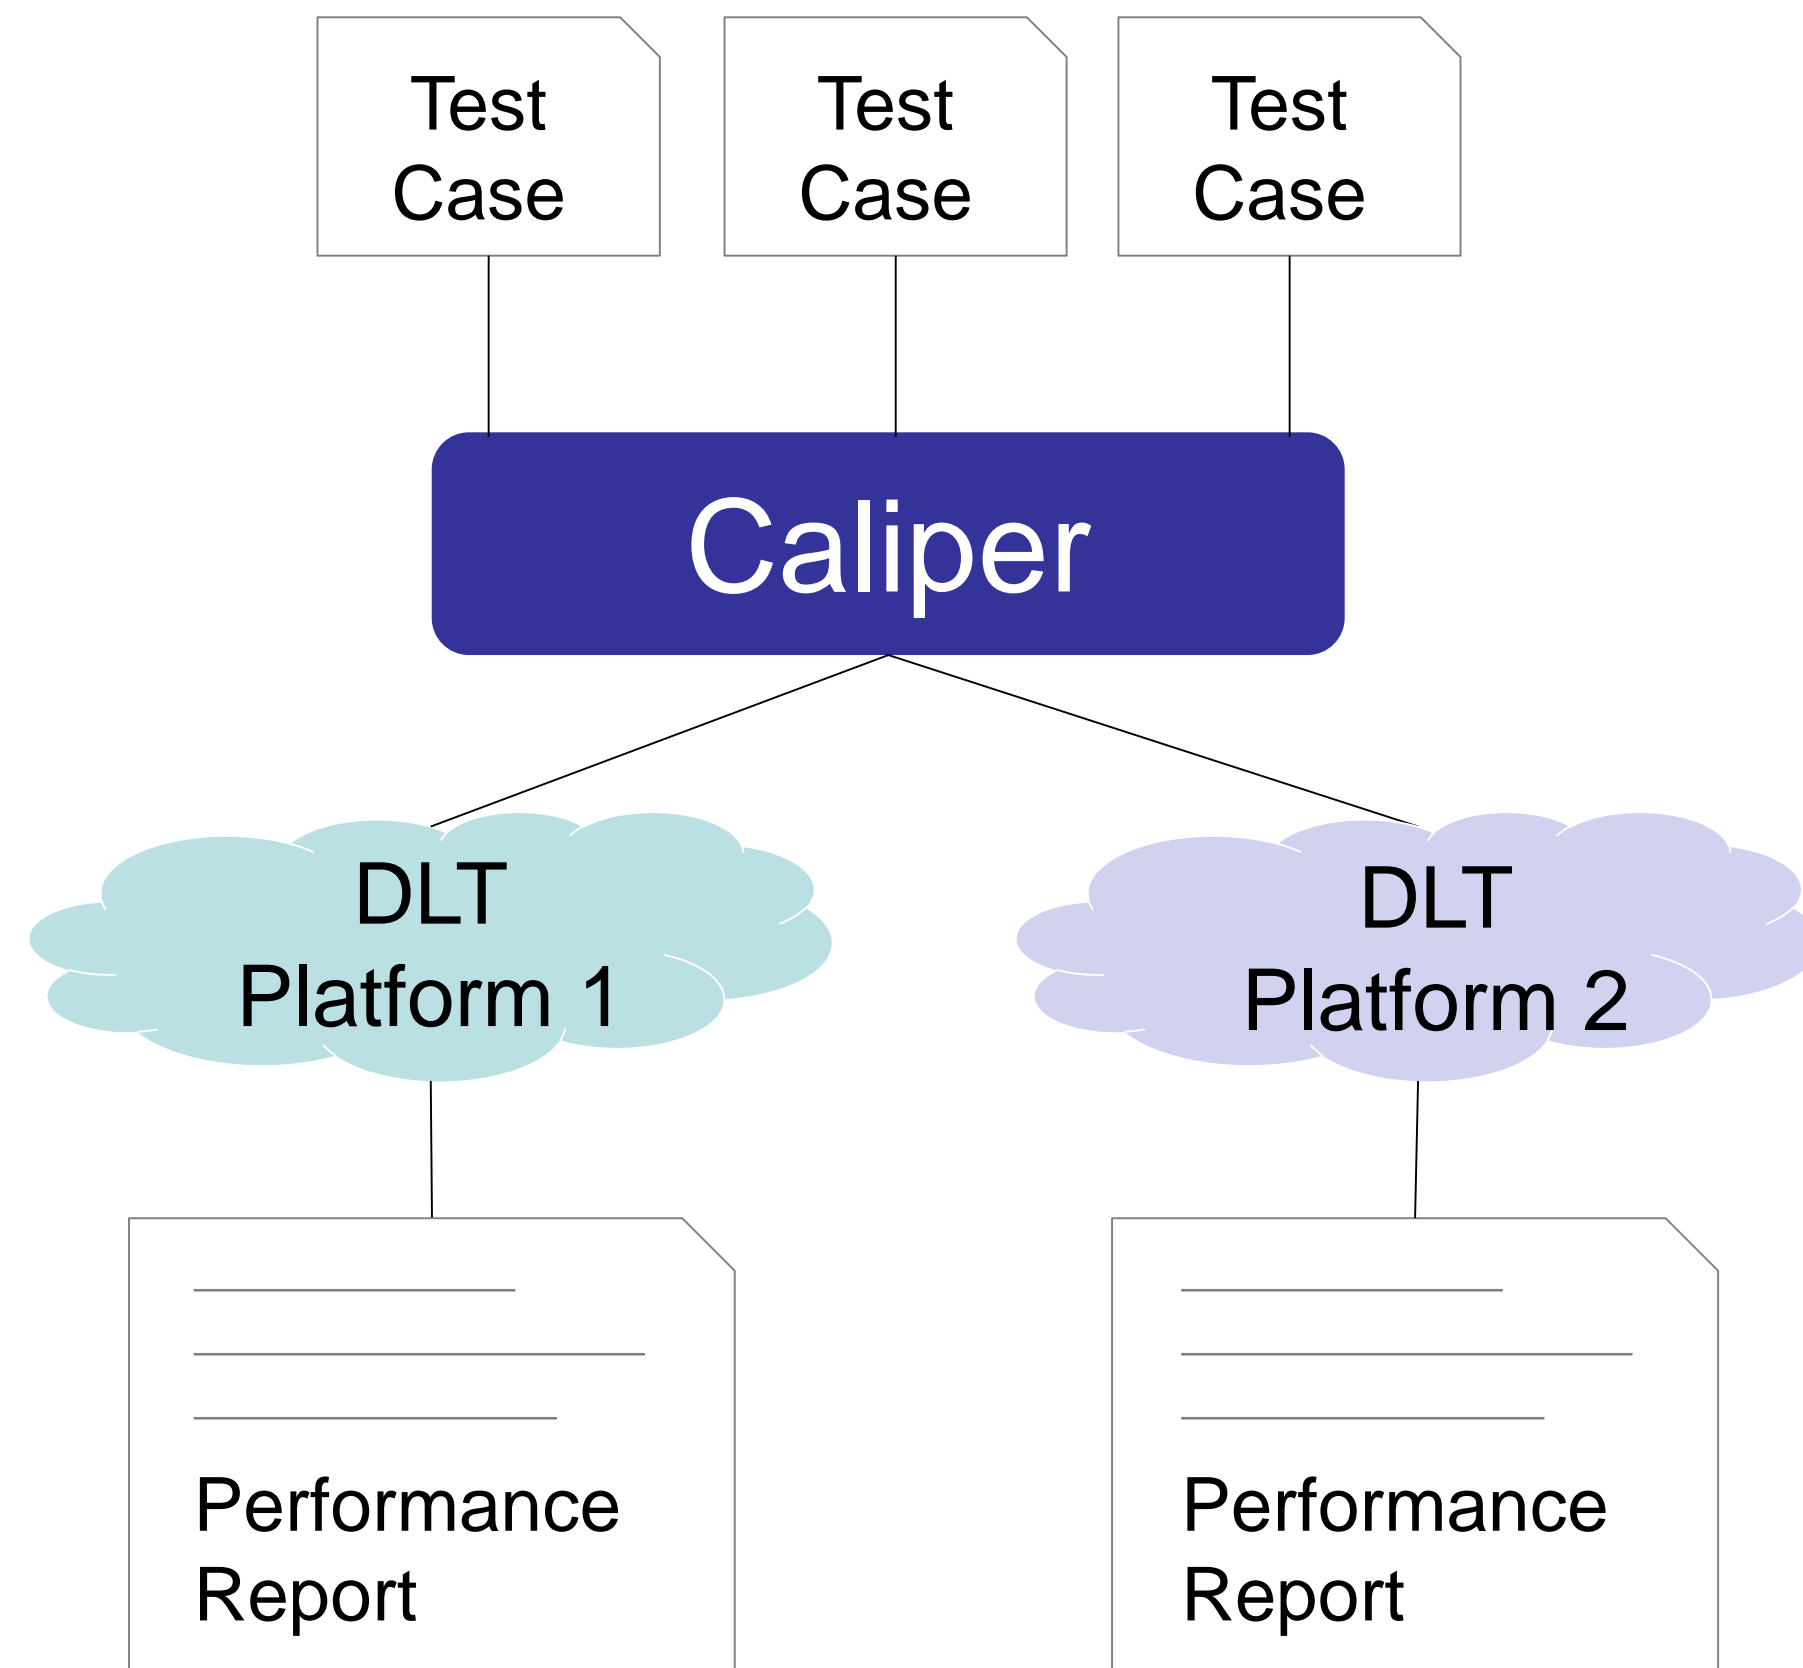 Test
Case
Test
Case
Test
Case
Caliper
DLT
Platform 1
DLT
Platform 2
Performance
Report
Performance
Report